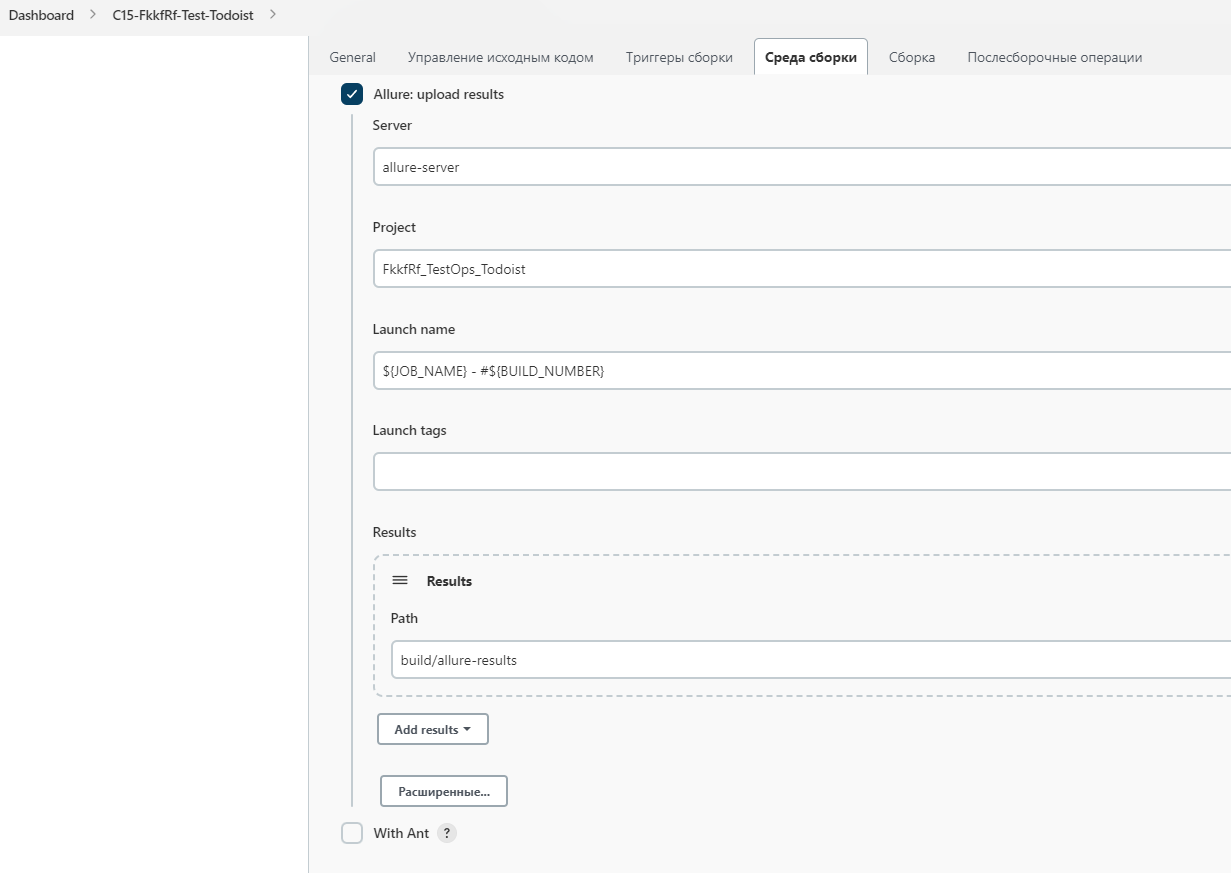 Dashboard > C15-FkkfRf-Test-Todoist >
General Управление исходным кодом Триггеры сборки Среда сборки Сборка Послесборочные операции
Allure: upload results
Server
allure-server
Project
FkkfRf_TestOps_Todoist
Launch name
${JOB_NAME} - #${BUILD_NUMBER}
Launch tags
Results
Results
Path
build/allure-results
Add results
Расширенные...
With Ant ?